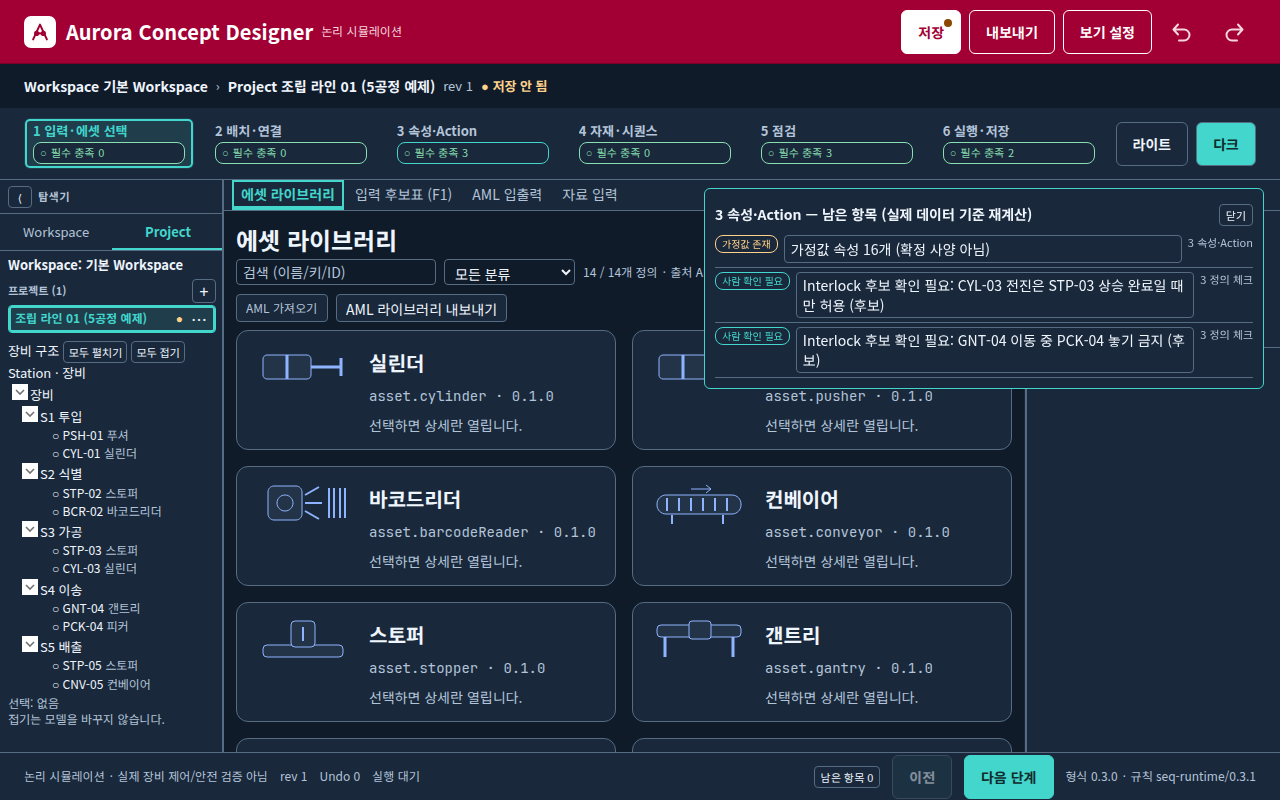 Aurora Concept Designer 논리 시뮬레이션
저장 내보내기 보기 설정
Workspace 기본 Workspace › Project 조립 라인 01 (5공정 예제) rev 1 ● 저장 안 됨
1 입력·에셋 선택 2 배치·연결 3 속성·Action 4 자재·시퀀스 5 점검 6 실행·저장
○ 필수 충족 0 ○ 필수 충족 0 ○ 필수 충족 3 ○ 필수 충족 0 ○ 필수 충족 3 ○ 필수 충족 2
라이트 다크
⟨ 탐색기
Workspace Project
Workspace: 기본 Workspace
프로젝트 (1) +
조립 라인 01 (5공정 예제) ● ⋯
장비 구조 모두 펼치기 모두 접기
Station · 장비
장비
S1 투입
○ PSH-01 푸셔
○ CYL-01 실린더
S2 식별
○ STP-02 스토퍼
○ BCR-02 바코드리더
S3 가공
○ STP-03 스토퍼
○ CYL-03 실린더
S4 이송
○ GNT-04 갠트리
○ PCK-04 피커
S5 배출
○ STP-05 스토퍼
○ CNV-05 컨베이어
선택: 없음
접기는 모델을 바꾸지 않습니다.
에셋 라이브러리 입력 후보표 (F1) AML 입출력 자료 입력
에셋 라이브러리
검색 (이름/키/ID) 모든 분류 14 / 14개 정의 · 출처 A
AML 가져오기 AML 라이브러리 내보내기
실린더
asset.cylinder · 0.1.0
선택하면 상세란 열립니다.
asset.pusher · 0.1.0
선택하면 상세란 열립니다.
바코드리더
asset.barcodeReader · 0.1.0
선택하면 상세란 열립니다.
컨베이어
asset.conveyor · 0.1.0
선택하면 상세란 열립니다.
스토퍼
asset.stopper · 0.1.0
선택하면 상세란 열립니다.
갠트리
asset.gantry · 0.1.0
선택하면 상세란 열립니다.
3 속성·Action — 남은 항목 (실제 데이터 기준 재계산) 닫기
가정값 존재 가정값 속성 16개 (확정 사양 아님) 3 속성·Action
사람 확인 필요 Interlock 후보 확인 필요: CYL-03 전진은 STP-03 상승 완료일 때 3 정의 체크
만 허용 (후보)
사람 확인 필요 Interlock 후보 확인 필요: GNT-04 이동 중 PCK-04 놓기 금지 (후 3 정의 체크
보)
논리 시뮬레이션 · 실제 장비 제어/안전 검증 아님 rev 1 Undo 0 실행 대기
남은 항목 0 이전 다음 단계 형식 0.3.0 · 규칙 seq-runtime/0.3.1